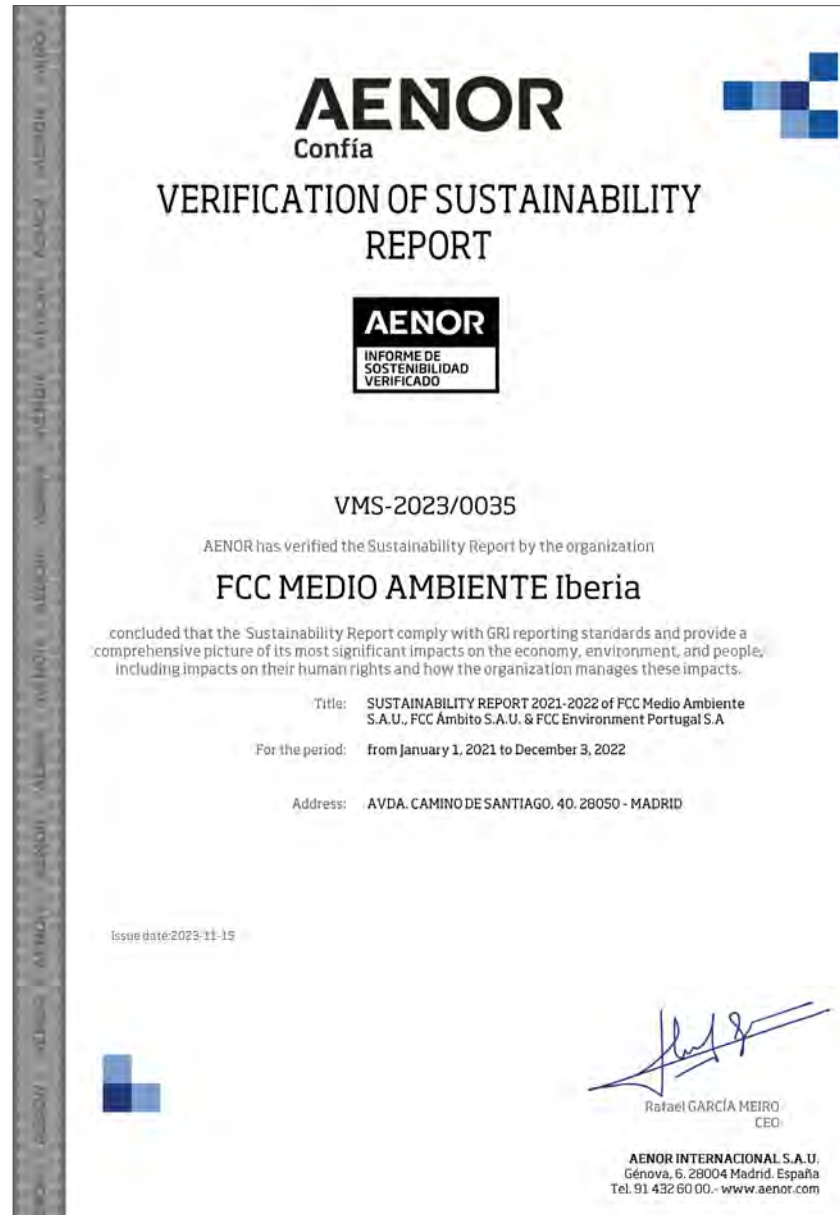 AENOR
Confía
VERIFICATION OF SUSTAINABILITY
REPORT
AENOR
INFORME DE
SOSTENIBILIDAD
VERIFICADO
VMS-2023/0035
AENOR has verified the Sustainability Report by the organization
FCC MEDIO AMBIENTE Iberia
concluded that the Sustainability Report comply with GRI reporting standards and provide a
comprehensive picture of its most significant impacts on the economy, environment, and people,
including impacts on their human rights and how the organization manages these impacts.
Title: SUSTAINABILITY REPORT 2021-2022 of FCC Medio Ambiente
S.A.U., FCC Ámbito S.A.U. & FCC Environment Portugal S.A
For the period: from January 1, 2021 to December 3, 2022
Address: AVDA. CAMINO DE SANTIAGO, 40. 28050 - MADRID
Issue date:2023-11-15
Rafael GARCÍA MEIRO
CEO
AENOR INTERNACIONAL S.A.U.
Génova, 6. 28004 Madrid. España
Tel. 91 432 60 00.- www.aenor.com